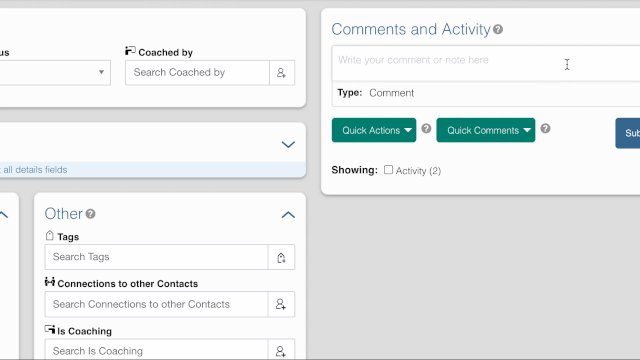 us
Coached by
Search Coached by
all details fields
Other
Tags
Search Tags
Connections to other Contacts
Search Connections to other Contacts
Is Coaching
Search Is Coaching
Comments and Activity
Write your comment or note here
Type: Comment
Quick Actions
Quick Comments
Sub
Showing: Activity (2)